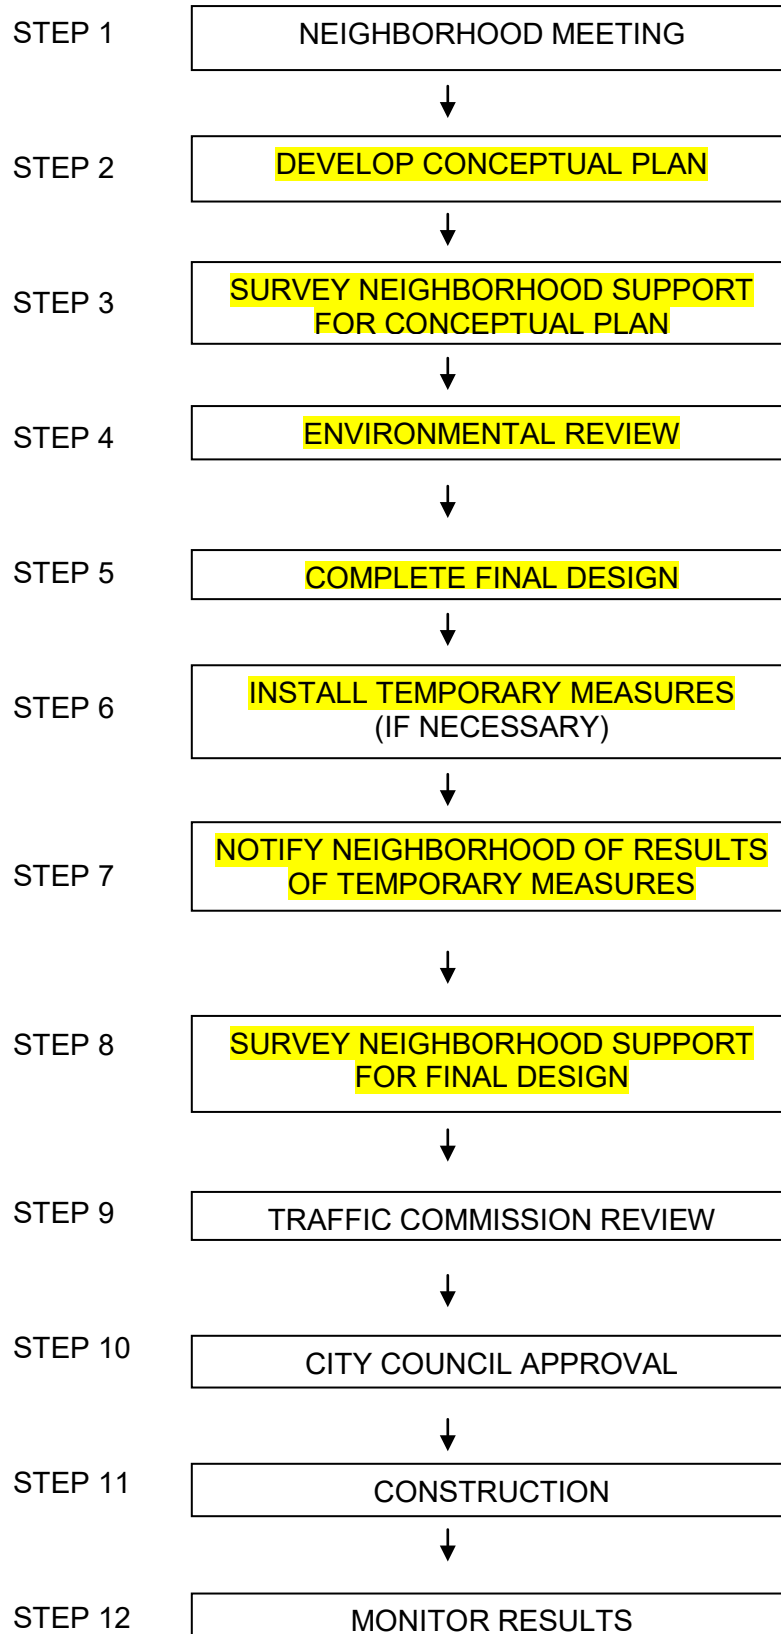 STEP 1
NEIGHBORHOOD MEETING
STEP 2
DEVELOP CONCEPTUAL PLAN
STEP 3
SURVEY NEIGHBORHOOD SUPPORT
FOR CONCEPTUAL PLAN
STEP 4
ENVIRONMENTAL REVIEW
STEP 5
COMPLETE FINAL DESIGN
STEP 6
INSTALL TEMPORARY MEASURES
(IF NECESSARY)
STEP 7
NOTIFY NEIGHBORHOOD OF RESULTS
OF TEMPORARY MEASURES
STEP 8
SURVEY NEIGHBORHOOD SUPPORT
FOR FINAL DESIGN
STEP 9
TRAFFIC COMMISSION REVIEW
STEP 10
CITY COUNCIL APPROVAL
STEP 11
CONSTRUCTION
STEP 12
MONITOR RESULTS